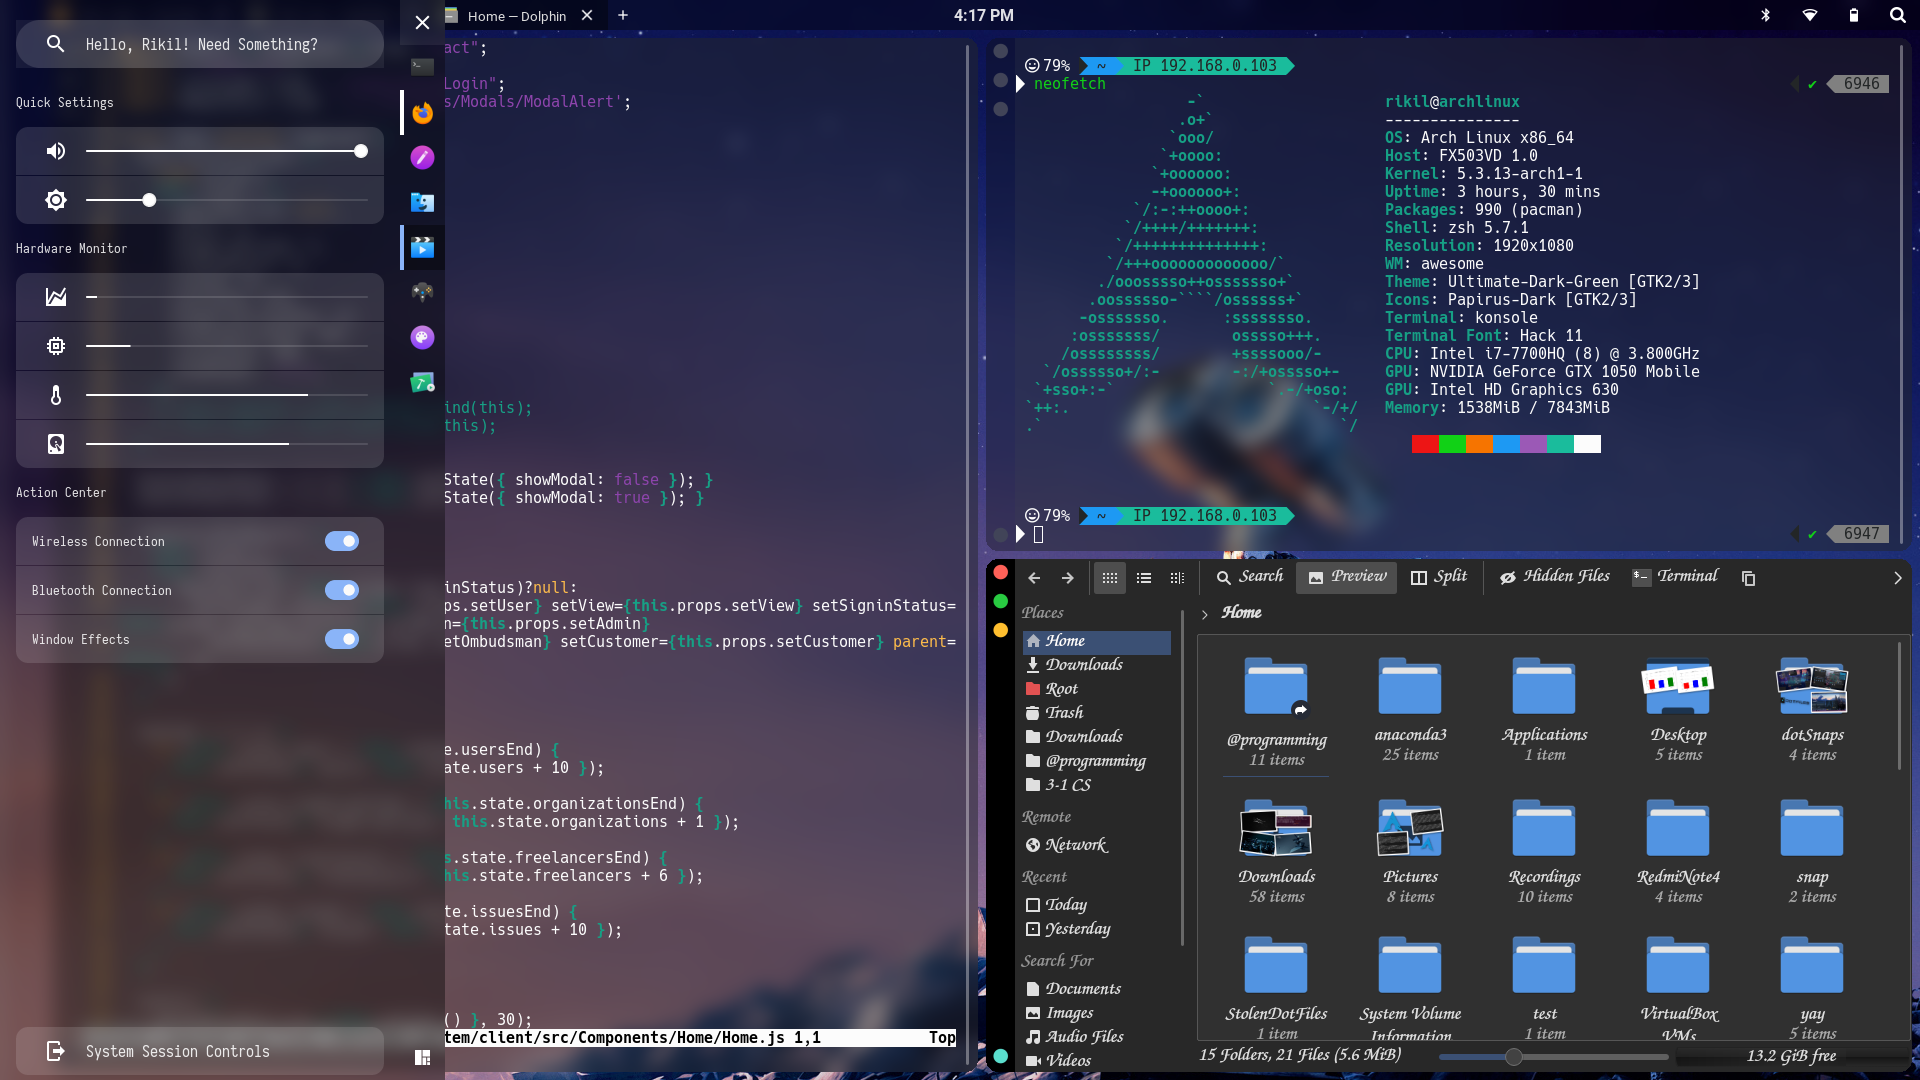 Home — Dolphin
4:17 PM
Hello, Rikil! Need Something?
Quick Settings
Hardware Monitor
Action Center
Wireless Connection
Bluetooth Connection
Window Effects
System Session Controls
act";
Login";
s/Modals/ModalAlert';
ind(this);
this);
State({ showModal: false }); }
State({ showModal: true }); }
inStatus)?null:
ps.setUser} setView={this.props.setView} setSigninStatus=
n={this.props.setAdmin}
etOmbudsman} setCustomer={this.props.setCustomer} parent=
e.usersEnd) {
ate.users + 10 });
his.state.organizationsEnd) {
this.state.organizations + 1 });
s.state.freelancersEnd) {
his.state.freelancers + 6 });
te.issuesEnd) {
tate.issues + 10 });
() }, 30);
tem/client/src/Components/Home/Home.js 1,1 Top
79% ~ IP 192.168.0.103
neofetch ✔ 6946
-`
.o+`
`ooo/
`+oooo:
`+oooooo:
-+oooooo+:
`/:-:++oooo+:
`/++++/+++++++:
`/++++++++++++++:
`/+++ooooooooooooo/`
./ooosssso++osssssso+`
.oossssso-````/ossssss+`
-osssssso. :ssssssso.
:osssssss/ osssso+++.
/ossssssss/ +ssssooo/-
`/ossssso+/:- -:/+osssso+-
`+sso+:-` `.-/+oso:
`++:. `-/+/
.` `/
rikil@archlinux
---------------
OS: Arch Linux x86_64
Host: FX503VD 1.0
Kernel: 5.3.13-arch1-1
Uptime: 3 hours, 30 mins
Packages: 990 (pacman)
Shell: zsh 5.7.1
Resolution: 1920x1080
WM: awesome
Theme: Ultimate-Dark-Green [GTK2/3]
Icons: Papirus-Dark [GTK2/3]
Terminal: konsole
Terminal Font: Hack 11
CPU: Intel i7-7700HQ (8) @ 3.800GHz
GPU: NVIDIA GeForce GTX 1050 Mobile
GPU: Intel HD Graphics 630
Memory: 1538MiB / 7843MiB
79% ~ IP 192.168.0.103
✔ 6947
Search Preview Split Hidden Files Terminal
Places
Home
Downloads
Root
Trash
Downloads
@programming
3-1 CS
Remote
Network
Recent
Today
Yesterday
Search For
Documents
Images
Audio Files
Videos
Home
@programming
11 items
anaconda3
25 items
Applications
1 item
Desktop
5 items
dotSnaps
4 items
Downloads
58 items
Pictures
8 items
Recordings
10 items
RedmiNote4
4 items
snap
2 items
StolenDotFiles
1 item
System Volume
Information
test
1 item
VirtualBox
VMs
yay
5 items
15 Folders, 21 Files (5.6 MiB)
13.2 GiB free